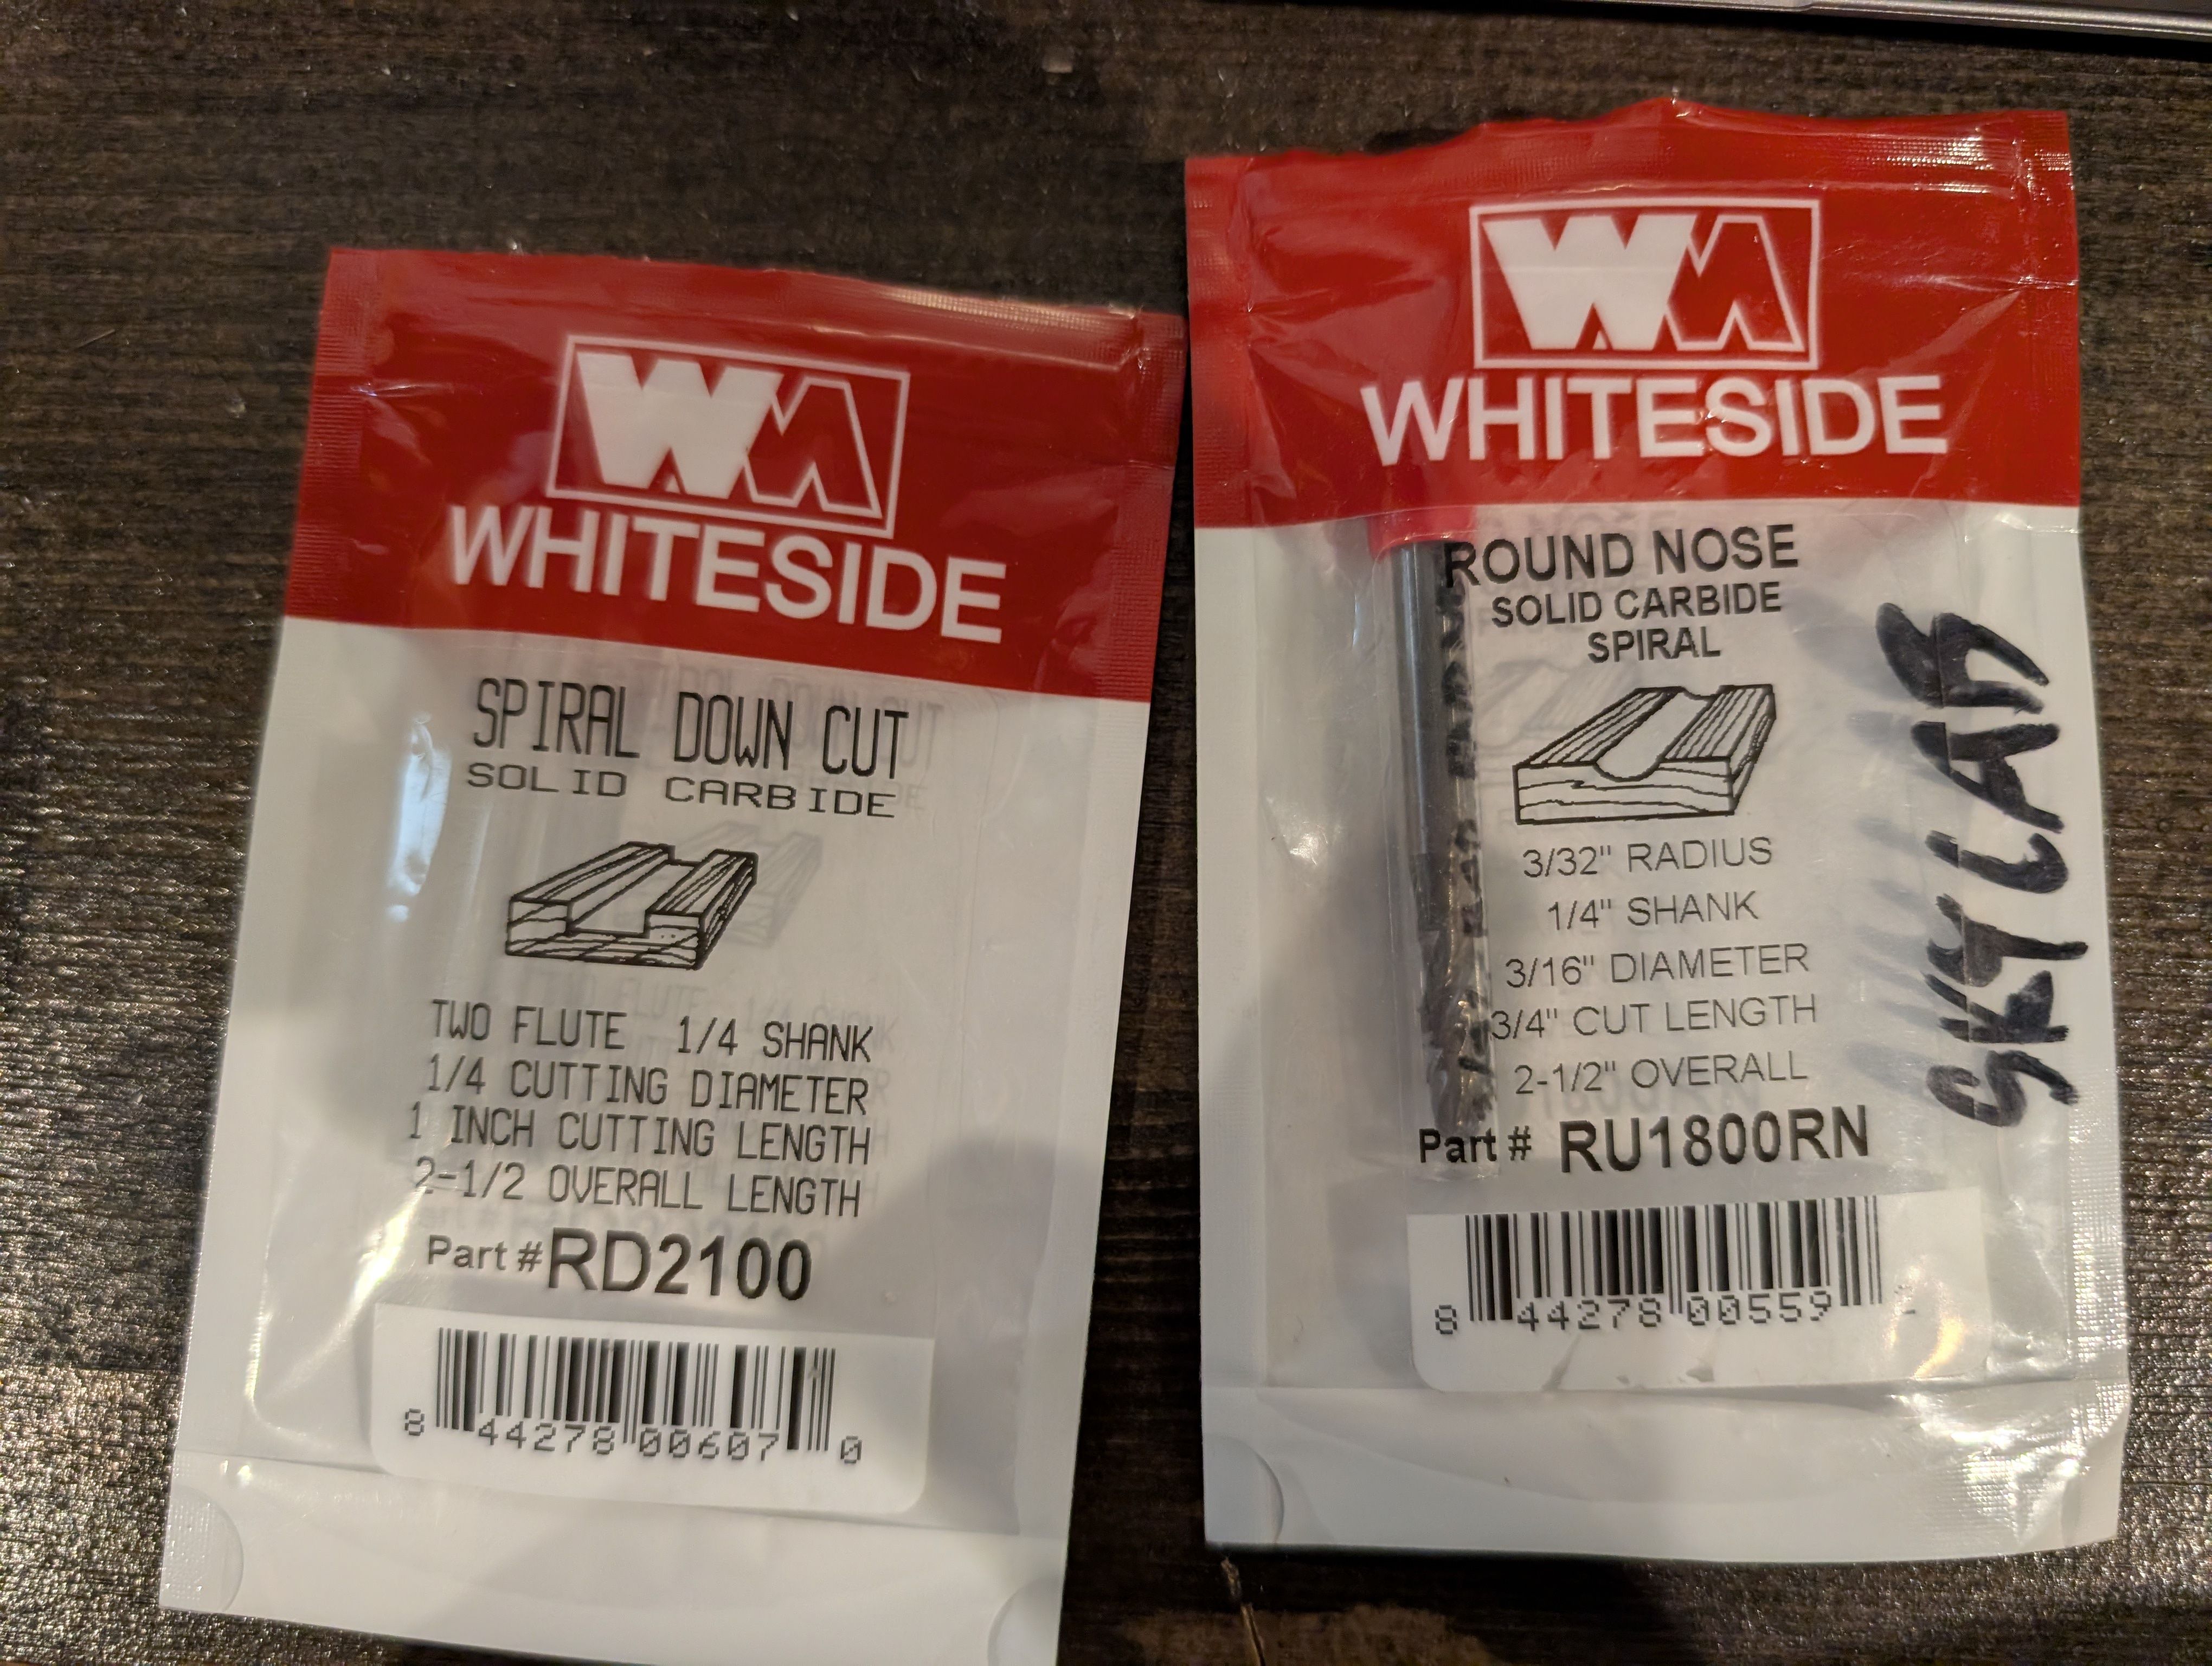 WM
WHITESIDE
SPIRAL DOWN CUT
SOLID CARBIDE
TWO FLUTE 1/4 SHANK
1/4 CUTTING DIAMETER
1 INCH CUTTING LENGTH
2-1/2 OVERALL LENGTH
Part # RD2100
8 44278 00607 0
WM
WHITESIDE
ROUND NOSE
SOLID CARBIDE
SPIRAL
3/32" RADIUS
1/4" SHANK
3/16" DIAMETER
3/4" CUT LENGTH
2-1/2" OVERALL
Part # RU1800RN
8 44278 00559
SKYLAB